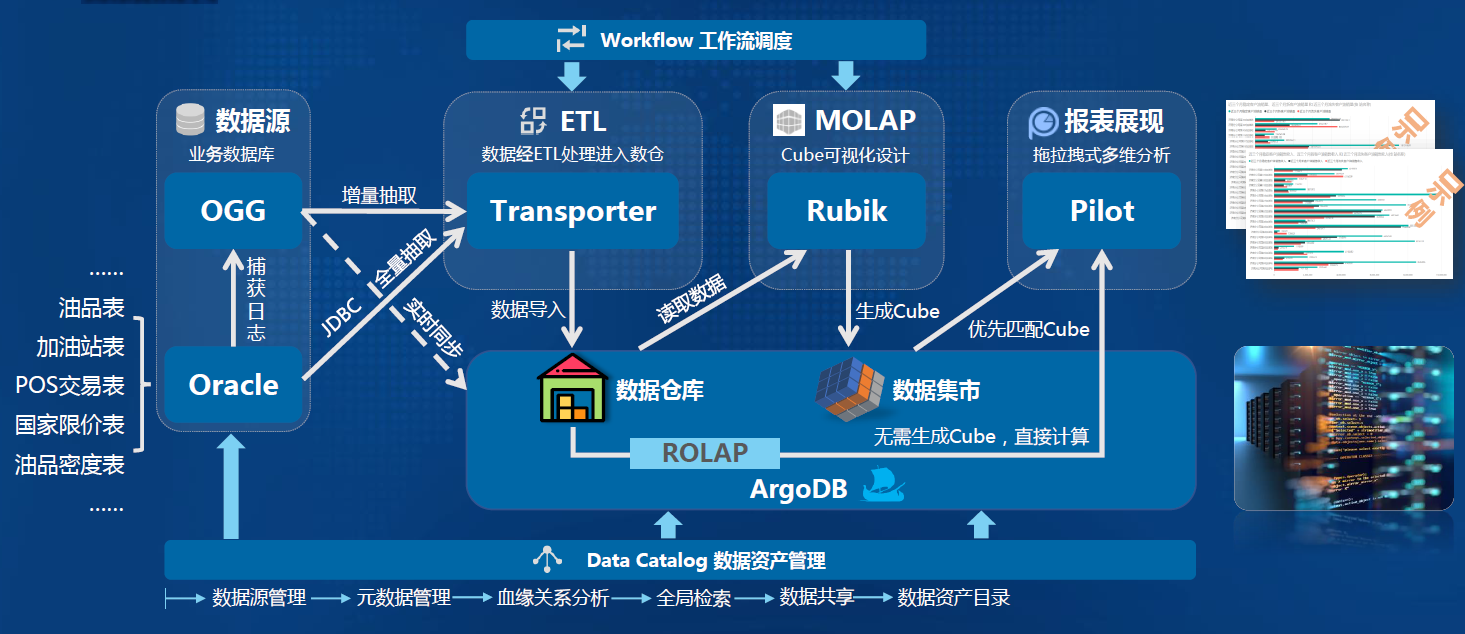 Workflow 工作流调度
数据源
业务数据库
OGG
捕获日志
Oracle
......
油品表
加油站表
POS交易表
国家限价表
油品密度表
......
增量抽取
JDBC 全量抽取
实时同步
ETL
数据经ETL处理进入数仓
Transporter
数据导入
MOLAP
Cube可视化设计
Rubik
读取数据
生成Cube
报表展现
拖拉拽式多维分析
Pilot
优先匹配Cube
数据仓库
数据集市
无需生成Cube，直接计算
ROLAP
ArgoDB
示例
Data Catalog 数据资产管理
数据源管理 元数据管理 血缘关系分析 全局检索 数据共享 数据资产目录